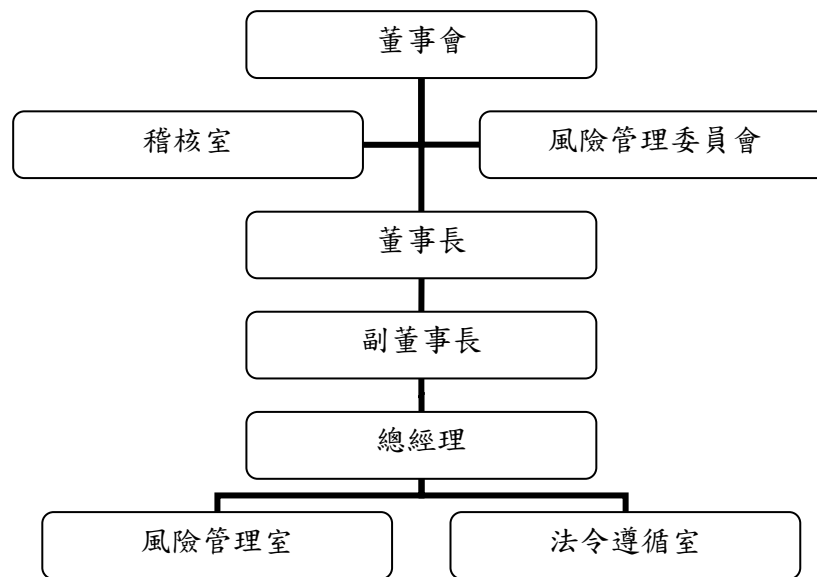 董事會
稽核室
風險管理委員會
董事長
副董事長
總經理
風險管理室
法令遵循室